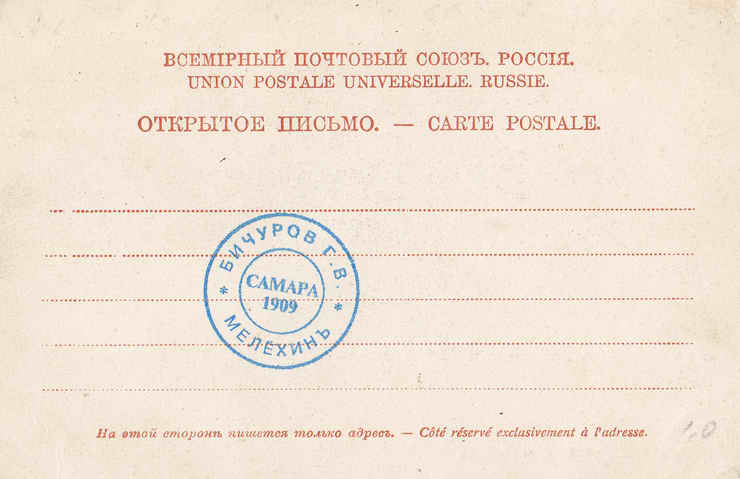 ВСЕМІРНЫЙ ПОЧТОВЫЙ СОЮЗЪ. РОССІЯ.
UNION POSTALE UNIVERSELLE. RUSSIE.
ОТКРЫТОЕ ПИСЬМО. — CARTE POSTALE.
* БИЧУРОВ Г.В. *
САМАРА
1909
МЕЛЕХИНЪ
На этой сторонѣ пишется только адресъ. — Côté réservé exclusivement à l'adresse.